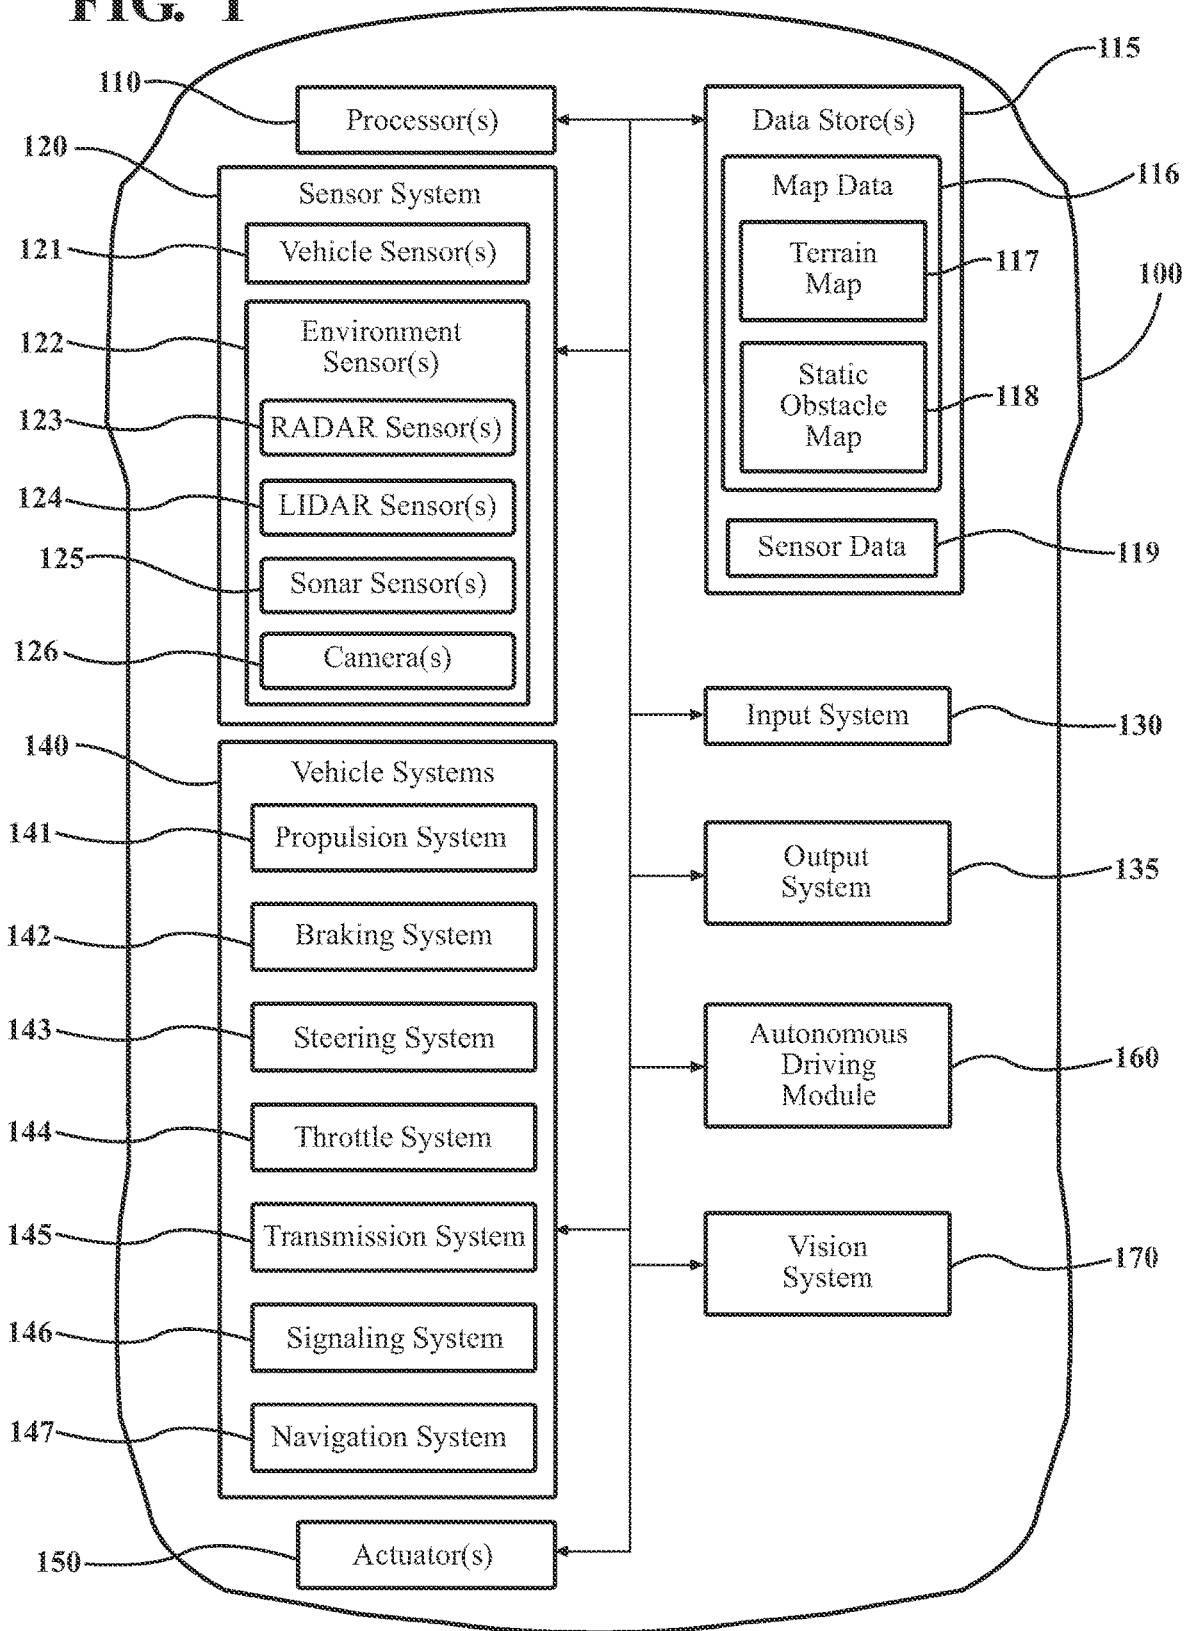 FIG. 1
110
Processor(s)
120
Sensor System
121
Vehicle Sensor(s)
122
Environment
Sensor(s)
123
RADAR Sensor(s)
124
LIDAR Sensor(s)
125
Sonar Sensor(s)
126
Camera(s)
140
Vehicle Systems
141
Propulsion System
142
Braking System
143
Steering System
144
Throttle System
145
Transmission System
146
Signaling System
147
Navigation System
150
Actuator(s)
115
Data Store(s)
116
Map Data
117
Terrain
Map
100
118
Static
Obstacle
Map
119
Sensor Data
130
Input System
135
Output
System
160
Autonomous
Driving
Module
170
Vision
System